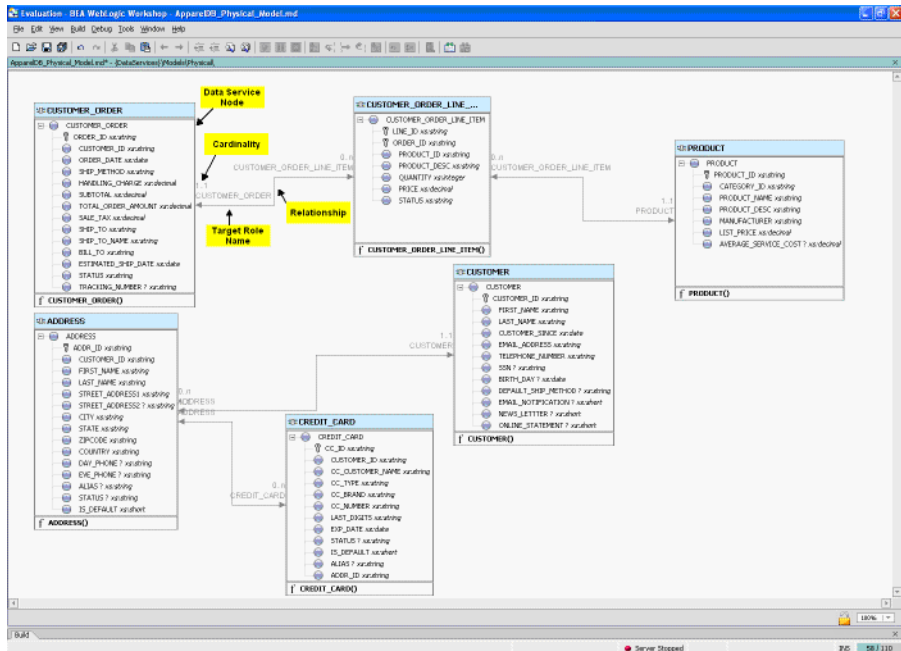 Evaluation - BEA WebLogic Workshop - ApparelDB_Physical_Model.md
File Edit View Build Debug Tools Window Help
ApparelDB_Physical_Model.md* - {DataServices}\Models\Physical\
Data Service Node
Cardinality
Relationship
Target Role Name
CUSTOMER_ORDER
CUSTOMER_ORDER
ORDER_ID xs:string
CUSTOMER_ID xs:string
ORDER_DATE xs:date
SHIP_METHOD xs:string
HANDLING_CHARGE xs:decimal
SUBTOTAL xs:decimal
TOTAL_ORDER_AMOUNT xs:decimal
SALE_TAX xs:decimal
SHIP_TO xs:string
SHIP_TO_NAME xs:string
BILL_TO xs:string
ESTIMATED_SHIP_DATE xs:date
STATUS xs:string
TRACKING_NUMBER ? xs:string
CUSTOMER_ORDER()
0..n
CUSTOMER_ORDER_LINE_ITEM
1..1
CUSTOMER_ORDER
CUSTOMER_ORDER_LINE_...
CUSTOMER_ORDER_LINE_ITEM
LINE_ID xs:string
ORDER_ID xs:string
PRODUCT_ID xs:string
PRODUCT_DESC xs:string
QUANTITY xs:integer
PRICE xs:decimal
STATUS xs:string
CUSTOMER_ORDER_LINE_ITEM()
0..n
CUSTOMER_ORDER_LINE_ITEM
1..1
PRODUCT
PRODUCT
PRODUCT
PRODUCT_ID xs:string
CATEGORY_ID xs:string
PRODUCT_NAME xs:string
PRODUCT_DESC xs:string
MANUFACTURER xs:string
LIST_PRICE xs:decimal
AVERAGE_SERVICE_COST ? xs:decimal
PRODUCT()
CUSTOMER
CUSTOMER
CUSTOMER_ID xs:string
FIRST_NAME xs:string
LAST_NAME xs:string
CUSTOMER_SINCE xs:date
EMAIL_ADDRESS xs:string
TELEPHONE_NUMBER xs:string
SSN ? xs:string
BIRTH_DAY ? xs:date
DEFAULT_SHIP_METHOD ? xs:string
EMAIL_NOTIFICATION ? xs:short
NEWS_LETTTER ? xs:short
ONLINE_STATEMENT ? xs:short
CUSTOMER()
1..1
CUSTOMER
ADDRESS
ADDRESS
ADDR_ID xs:string
CUSTOMER_ID xs:string
FIRST_NAME xs:string
LAST_NAME xs:string
STREET_ADDRESS1 xs:string
STREET_ADDRESS2 ? xs:string
CITY xs:string
STATE xs:string
ZIPCODE xs:string
COUNTRY xs:string
DAY_PHONE ? xs:string
EVE_PHONE ? xs:string
ALIAS ? xs:string
STATUS ? xs:string
IS_DEFAULT xs:short
ADDRESS()
0..n
ADDRESS
ADDRESS
0..n
CREDIT_CARD
CREDIT_CARD
CREDIT_CARD
CC_ID xs:string
CUSTOMER_ID xs:string
CC_CUSTOMER_NAME xs:string
CC_TYPE xs:string
CC_BRAND xs:string
CC_NUMBER xs:string
LAST_DIGITS xs:string
EXP_DATE xs:date
STATUS ? xs:string
IS_DEFAULT xs:short
ALIAS ? xs:string
ADDR_ID xs:string
CREDIT_CARD()
100%
Build
Server Stopped
INS
58 / 110